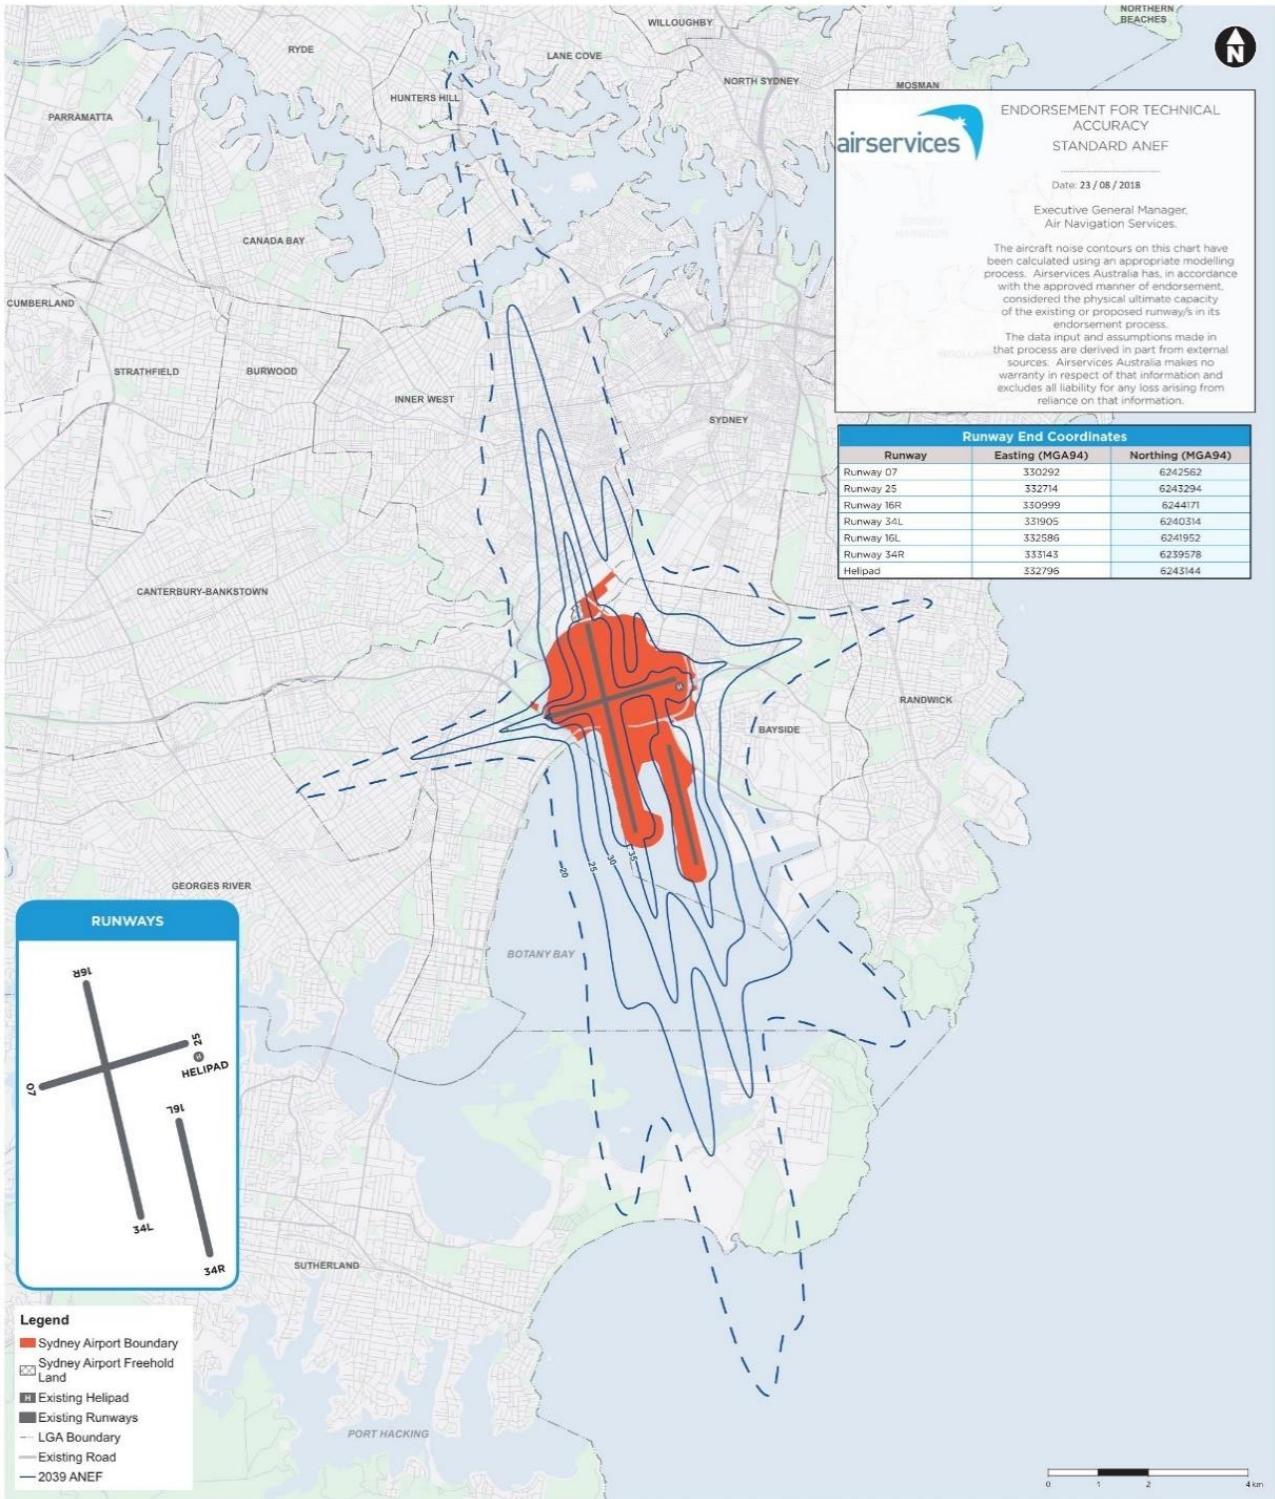 NORTHERN
BEACHES
WILLOUGHBY
RYDE
LANE COVE
NORTH SYDNEY
MOSMAN
HUNTERS HILL
PARRAMATTA
N
airservices
ENDORSEMENT FOR TECHNICAL
ACCURACY
STANDARD ANEF
Date: 23 / 08 / 2018
Executive General Manager,
Air Navigation Services.
The aircraft noise contours on this chart have
been calculated using an appropriate modelling
process. Airservices Australia has, in accordance
with the approved manner of endorsement,
considered the physical ultimate capacity
of the existing or proposed runway/s in its
endorsement process.
The data input and assumptions made in
that process are derived in part from external
sources. Airservices Australia makes no
warranty in respect of that information and
excludes all liability for any loss arising from
reliance on that information.
CANADA BAY
CUMBERLAND
STRATHFIELD
BURWOOD
INNER WEST
SYDNEY
Runway End Coordinates
Runway Easting (MGA94) Northing (MGA94)
Runway 07 330292 6242562
Runway 25 332714 6243294
Runway 16R 330999 6244171
Runway 34L 331905 6240314
Runway 16L 332586 6241952
Runway 34R 333143 6239578
Helipad 332796 6243144
CANTERBURY-BANKSTOWN
H
RANDWICK
BAYSIDE
GEORGES RIVER
20
25
30
35
BOTANY BAY
RUNWAYS
16R
25
H
HELIPAD
07
16L
34L
34R
SUTHERLAND
Legend
Sydney Airport Boundary
Sydney Airport Freehold
Land
H Existing Helipad
Existing Runways
LGA Boundary
Existing Road
2039 ANEF
PORT HACKING
0 1 2 4 km